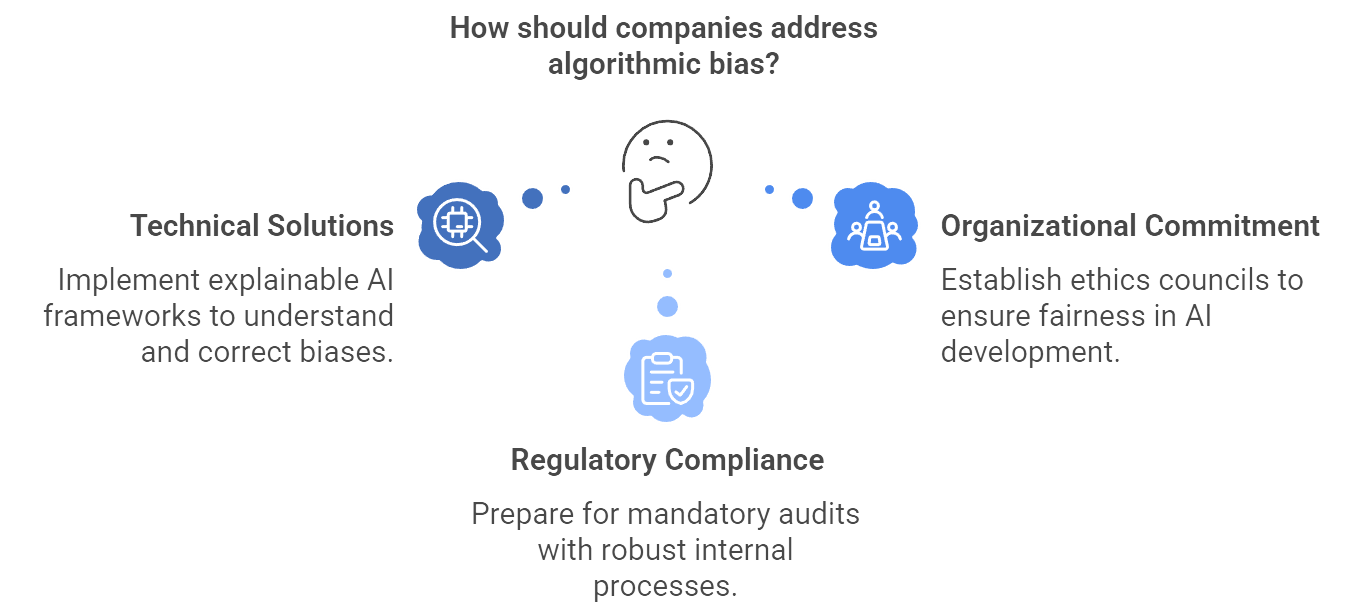 How should companies address
algorithmic bias?
Technical Solutions
Implement explainable AI
frameworks to understand
and correct biases.
Organizational Commitment
Establish ethics councils to
ensure fairness in AI
development.
Regulatory Compliance
Prepare for mandatory audits
with robust internal
processes.